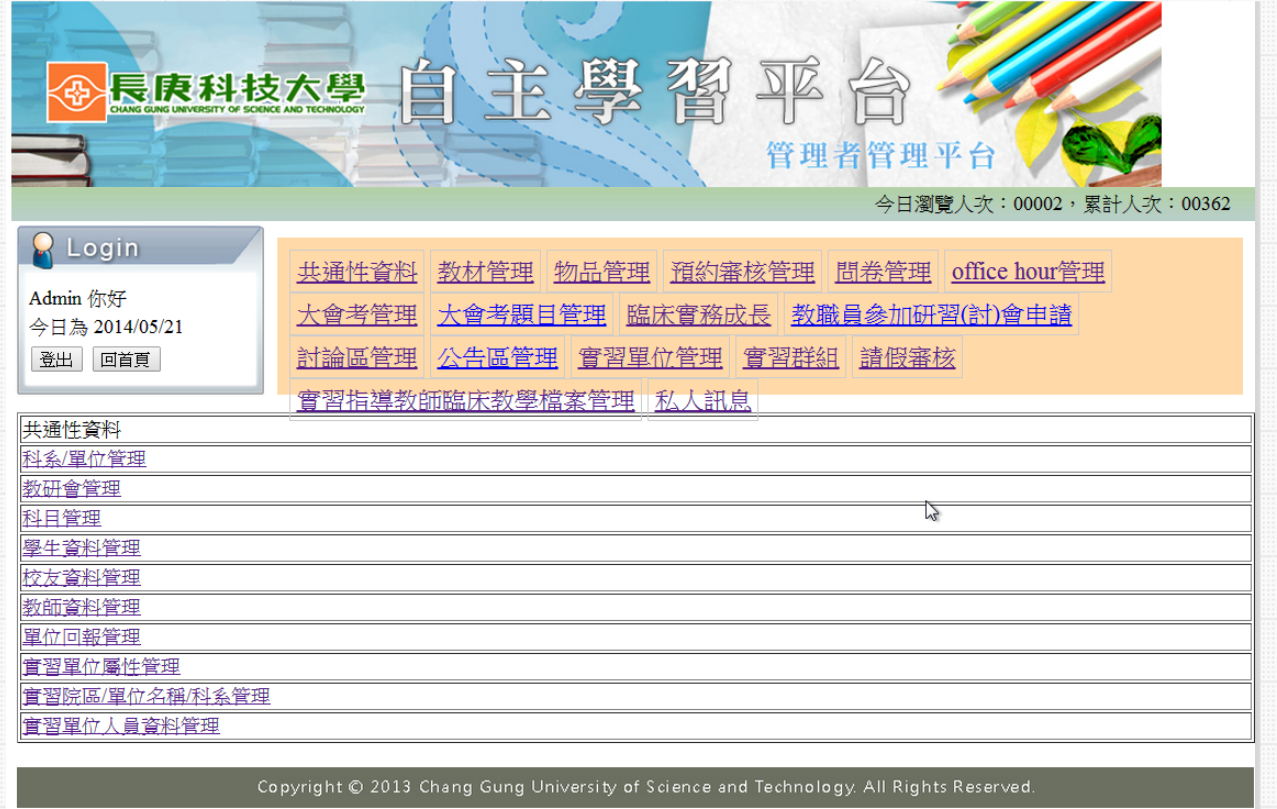 長庚科技大學
CHANG GUNG UNIVERSITY OF SCIENCE AND TECHNOLOGY
自主學習平台
管理者管理平台
今日瀏覽人次：00002，累計人次：00362
Login
Admin 你好
今日為 2014/05/21
登出 回首頁
共通性資料 教材管理 物品管理 預約審核管理 問卷管理 office hour管理
大會考管理 大會考題目管理 臨床實務成長 教職員參加研習(討)會申請
討論區管理 公告區管理 實習單位管理 實習群組 請假審核
實習指導教師臨床教學檔案管理 私人訊息
共通性資料
科系/單位管理
教研會管理
科目管理
學生資料管理
校友資料管理
教師資料管理
單位回報管理
實習單位屬性管理
實習院區/單位名稱/科系管理
實習單位人員資料管理
Copyright © 2013 Chang Gung University of Science and Technology. All Rights Reserved.